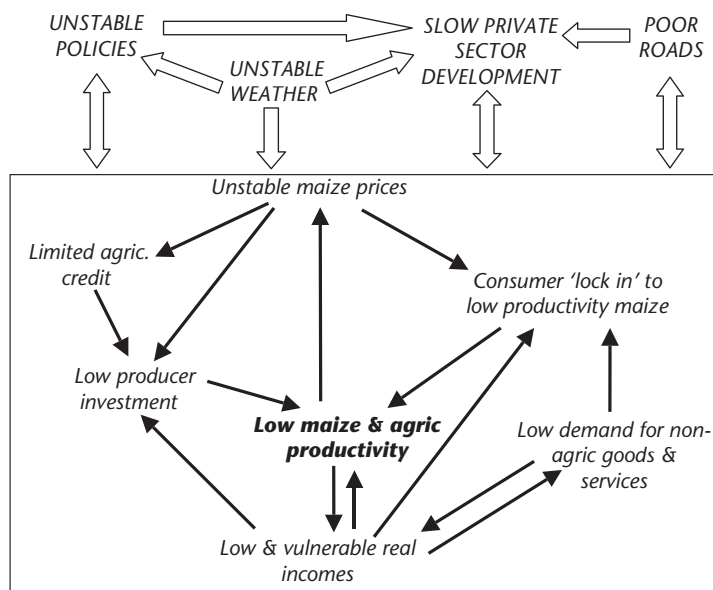 UNSTABLE
POLICIES
SLOW PRIVATE
SECTOR
DEVELOPMENT
POOR
ROADS
UNSTABLE
WEATHER
Unstable maize prices
Limited agric.
credit
Consumer ‘lock in’ to
low productivity maize
Low producer
investment
Low maize & agric
productivity
Low demand for non-
agric goods &
services
Low & vulnerable real
incomes